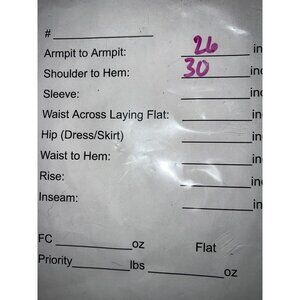 #
Armpit to Armpit: 26 in
Shoulder to Hem: 30 in
Sleeve: in
Waist Across Laying Flat: in
Hip (Dress/Skirt) in
Waist to Hem: in
Rise: in
Inseam: in
FC oz Flat
Priority lbs oz